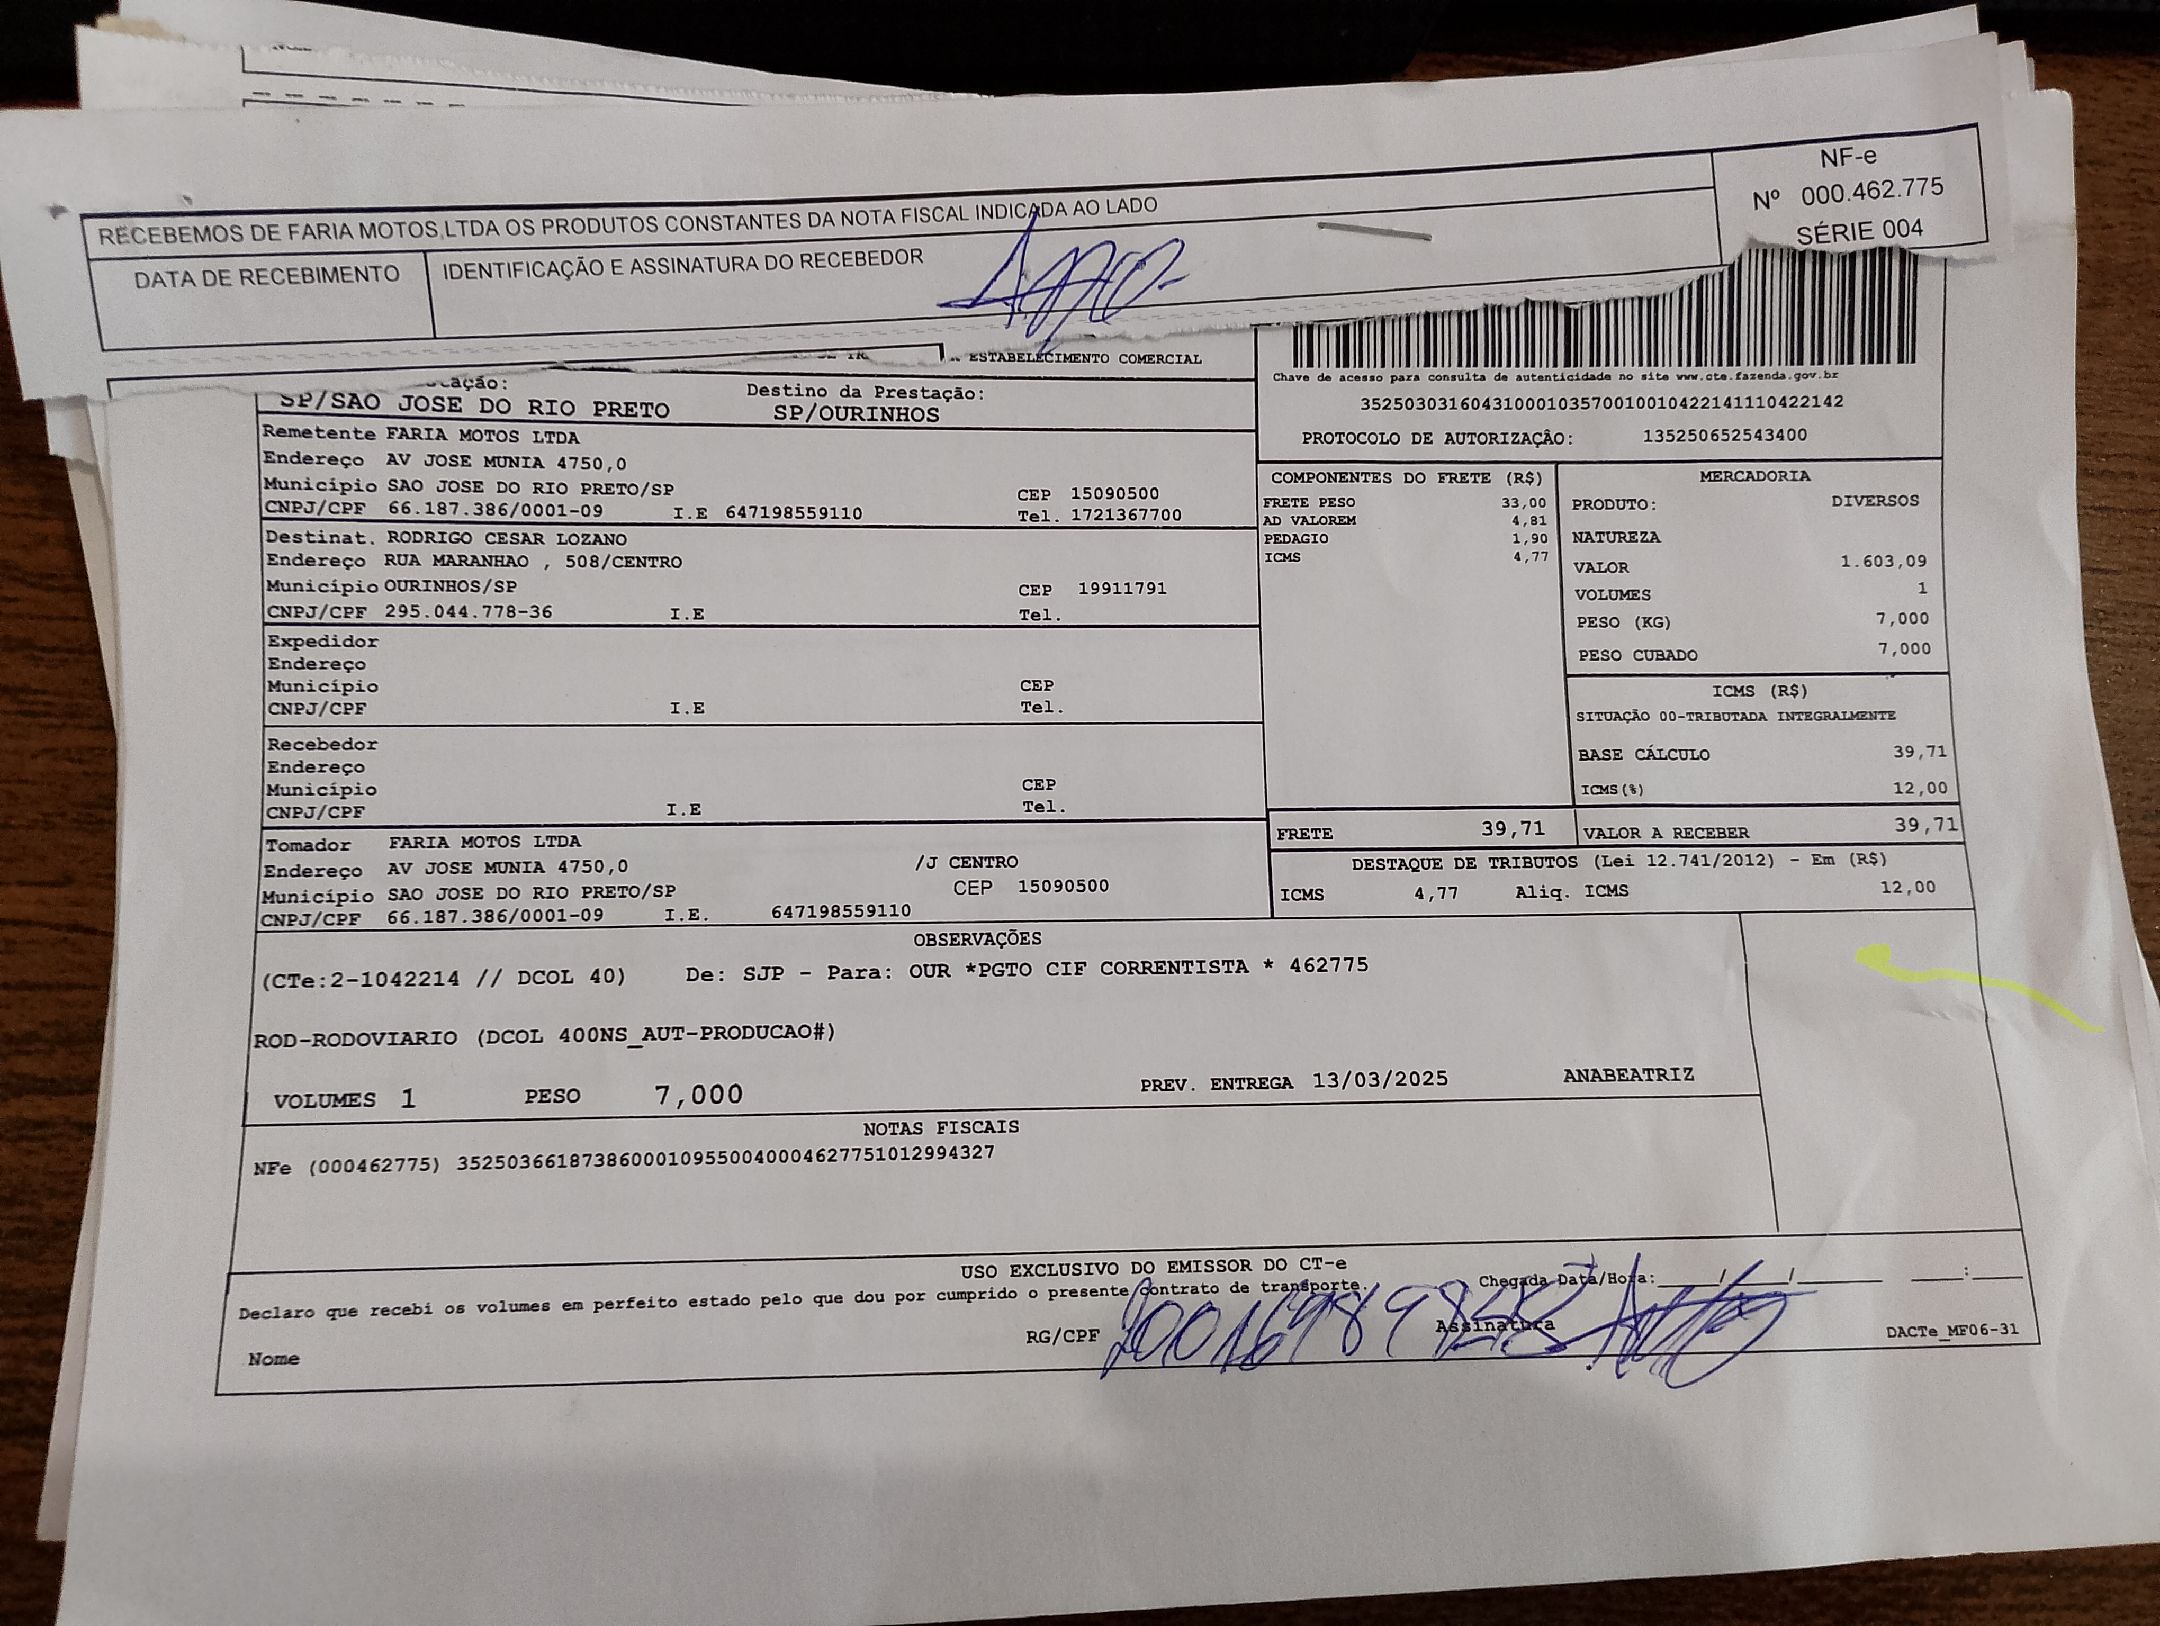 RECEBEMOS DE FARIA MOTOS LTDA OS PRODUTOS CONSTANTES DA NOTA FISCAL INDICADA AO LADO
DATA DE RECEBIMENTO
IDENTIFICAÇÃO E ASSINATURA DO RECEBEDOR
NF-e
Nº 000.462.775
SÉRIE 004
ESTABELECIMENTO COMERCIAL
Destino da Prestação:
SP/SAO JOSE DO RIO PRETO SP/OURINHOS
Remetente FARIA MOTOS LTDA
Endereço AV JOSE MUNIA 4750,0
Município SAO JOSE DO RIO PRETO/SP CEP 15090500
CNPJ/CPF 66.187.386/0001-09 I.E 647198559110 Tel. 1721367700
Destinat. RODRIGO CESAR LOZANO
Endereço RUA MARANHAO , 508/CENTRO
Município OURINHOS/SP CEP 19911791
CNPJ/CPF 295.044.778-36 I.E Tel.
Expedidor
Endereço
Município CEP
CNPJ/CPF I.E Tel.
Recebedor
Endereço
Município CEP
CNPJ/CPF I.E Tel.
Tomador FARIA MOTOS LTDA
Endereço AV JOSE MUNIA 4750,0 /J CENTRO
Município SAO JOSE DO RIO PRETO/SP CEP 15090500
CNPJ/CPF 66.187.386/0001-09 I.E. 647198559110
Chave de acesso para consulta de autenticidade no site www.cte.fazenda.gov.br
35250303160431000103570010010422141110422142
PROTOCOLO DE AUTORIZAÇÃO: 135250652543400
COMPONENTES DO FRETE (R$)
FRETE PESO 33,00
AD VALOREM 4,81
PEDAGIO 1,90
ICMS 4,77
MERCADORIA
PRODUTO: DIVERSOS
NATUREZA
VALOR 1.603,09
VOLUMES 1
PESO (KG) 7,000
PESO CUBADO 7,000
ICMS (R$)
SITUAÇÃO 00-TRIBUTADA INTEGRALMENTE
BASE CÁLCULO 39,71
ICMS(%) 12,00
FRETE 39,71 VALOR A RECEBER 39,71
DESTAQUE DE TRIBUTOS (Lei 12.741/2012) - Em (R$)
ICMS 4,77 Aliq. ICMS 12,00
OBSERVAÇÕES
(CTe:2-1042214 // DCOL 40) De: SJP - Para: OUR *PGTO CIF CORRENTISTA * 462775
ROD-RODOVIARIO (DCOL 400NS_AUT-PRODUCAO#)
VOLUMES 1 PESO 7,000 PREV. ENTREGA 13/03/2025 ANABEATRIZ
NOTAS FISCAIS
NFe (000462775) 35250366187386000109550040004627751012994327
USO EXCLUSIVO DO EMISSOR DO CT-e
Declaro que recebi os volumes em perfeito estado pelo que dou por cumprido o presente contrato de transporte.
Chegada Data/Hora: / / :
Nome RG/CPF Assinatura DACTe_MF06-31